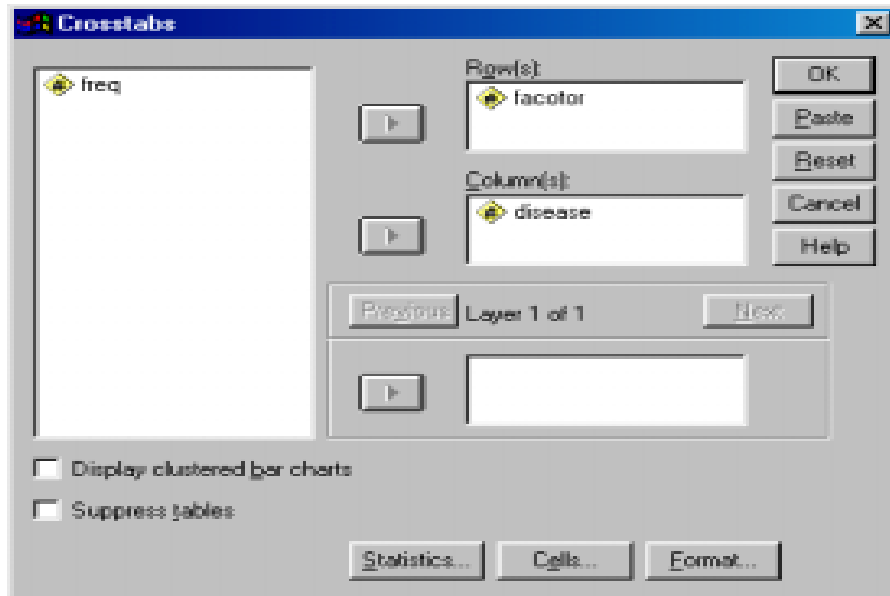 Crosstabs
freq
Row(s):
facotor
Column(s):
disease
OK
Paste
Reset
Cancel
Help
Previous
Layer 1 of 1
Next
Display clustered bar charts
Suppress tables
Statistics...
Cells...
Format...